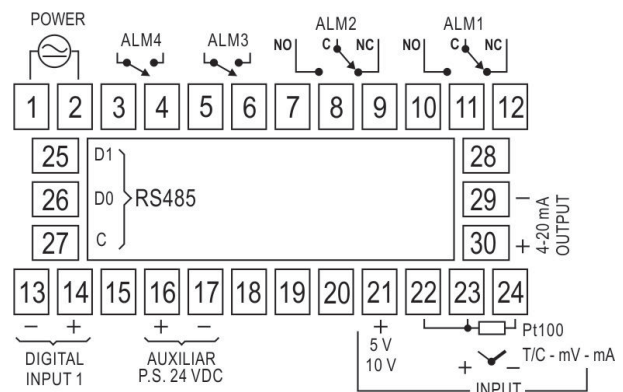 POWER
ALM4
ALM3
ALM2
ALM1
NO C NC NO C NC
1 2 3 4 5 6 7 8 9 10 11 12
25 D1 28
26 D0 RS485 29 −
27 C 30 +
4-20 mA
OUTPUT
13 14 15 16 17 18 19 20 21 22 23 24
− + + − +
Pt100
DIGITAL
INPUT 1
AUXILIAR
P.S. 24 VDC
5 V
10 V
+ − T/C - mV - mA
INPUT